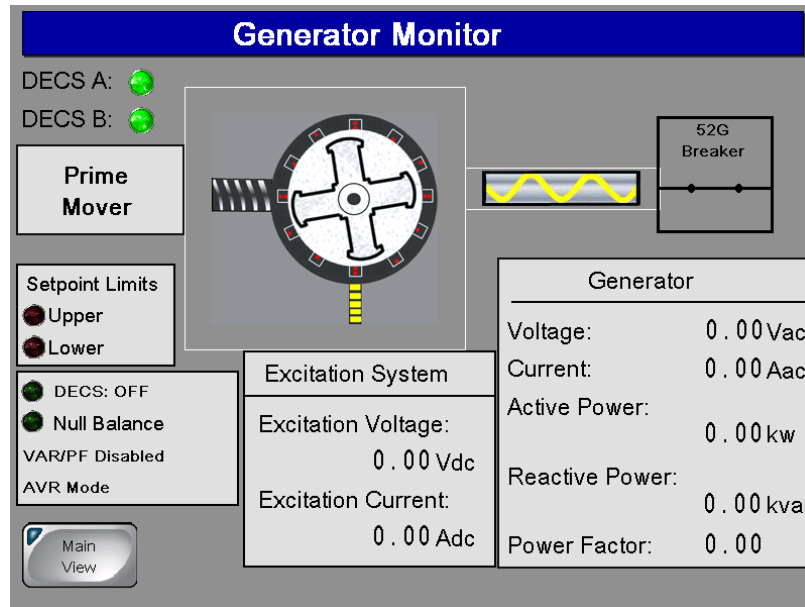 Generator Monitor
DECS A:
DECS B:
Prime
Mover
52G
Breaker
Setpoint Limits
Upper
Lower
DECS: OFF
Null Balance
VAR/PF Disabled
AVR Mode
Main
View
Excitation System
Excitation Voltage:
0.00 Vdc
Excitation Current:
0.00 Adc
Generator
Voltage: 0.00 Vac
Current: 0.00 Aac
Active Power:
0.00 kw
Reactive Power:
0.00 kva
Power Factor: 0.00